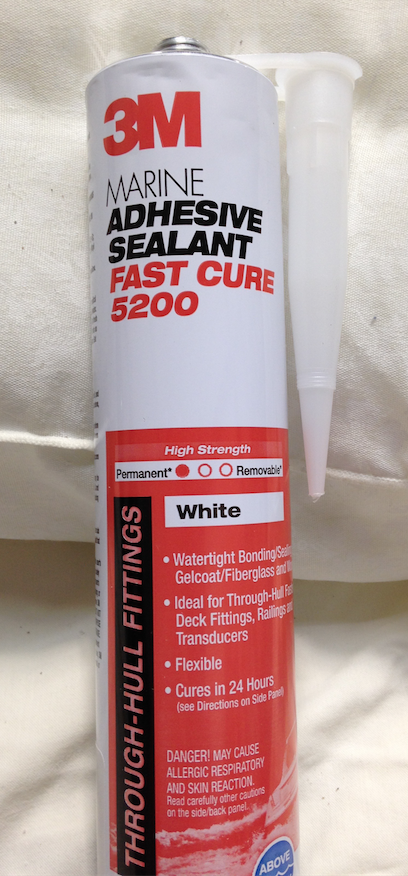 3M
MARINE
ADHESIVE
SEALANT
FAST CURE
5200
High Strength
Permanent* Removable*
White
THROUGH-HULL FITTINGS
• Watertight Bonding/
Gelcoat/Fiberglass and
• Ideal for Through-Hull
Deck Fittings, Railings
Transducers
• Flexible
• Cures in 24 Hours
(see Directions on Side Panel)
DANGER! MAY CAUSE
ALLERGIC RESPIRATORY
AND SKIN REACTION.
Read carefully other cautions
on the side/back panel.
ABOVE